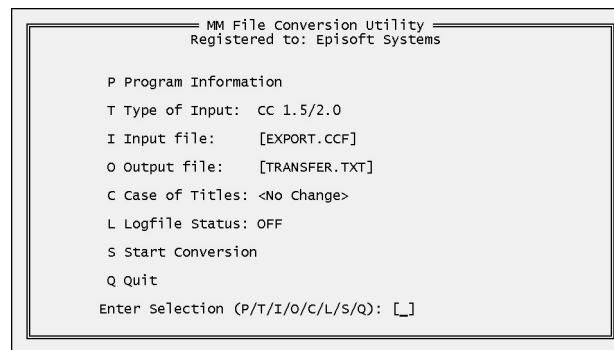 MM File Conversion Utility
Registered to: Episoft Systems
P Program Information
T Type of Input: CC 1.5/2.0
I Input file: [EXPORT.CCF]
O Output file: [TRANSFER.TXT]
C Case of Titles: <No Change>
L Logfile Status: OFF
S Start Conversion
Q Quit
Enter Selection (P/T/I/O/C/L/S/Q): [_]